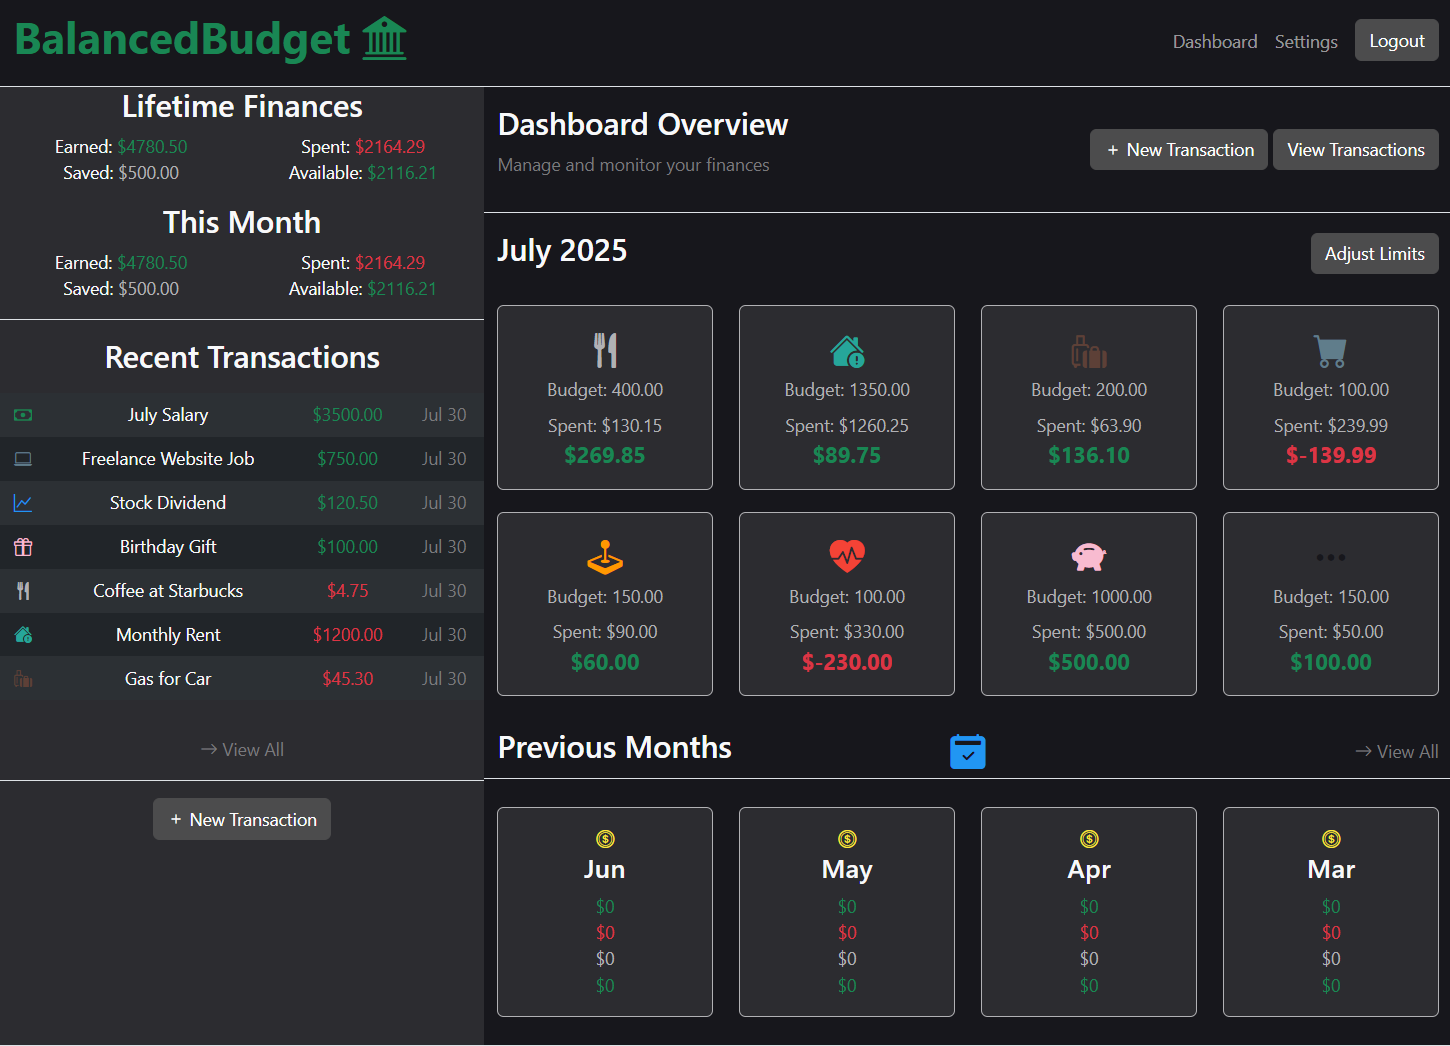 BalancedBudget
Dashboard Settings Logout
Lifetime Finances
Earned: $4780.50 Spent: $2164.29
Saved: $500.00 Available: $2116.21
This Month
Earned: $4780.50 Spent: $2164.29
Saved: $500.00 Available: $2116.21
Recent Transactions
July Salary $3500.00 Jul 30
Freelance Website Job $750.00 Jul 30
Stock Dividend $120.50 Jul 30
Birthday Gift $100.00 Jul 30
Coffee at Starbucks $4.75 Jul 30
Monthly Rent $1200.00 Jul 30
Gas for Car $45.30 Jul 30
→ View All
+ New Transaction
Dashboard Overview
Manage and monitor your finances
+ New Transaction View Transactions
July 2025
Adjust Limits
Budget: 400.00
Spent: $130.15
$269.85
Budget: 1350.00
Spent: $1260.25
$89.75
Budget: 200.00
Spent: $63.90
$136.10
Budget: 100.00
Spent: $239.99
$-139.99
Budget: 150.00
Spent: $90.00
$60.00
Budget: 100.00
Spent: $330.00
$-230.00
Budget: 1000.00
Spent: $500.00
$500.00
Budget: 150.00
Spent: $50.00
$100.00
Previous Months
→ View All
Jun
$0
$0
$0
$0
May
$0
$0
$0
$0
Apr
$0
$0
$0
$0
Mar
$0
$0
$0
$0